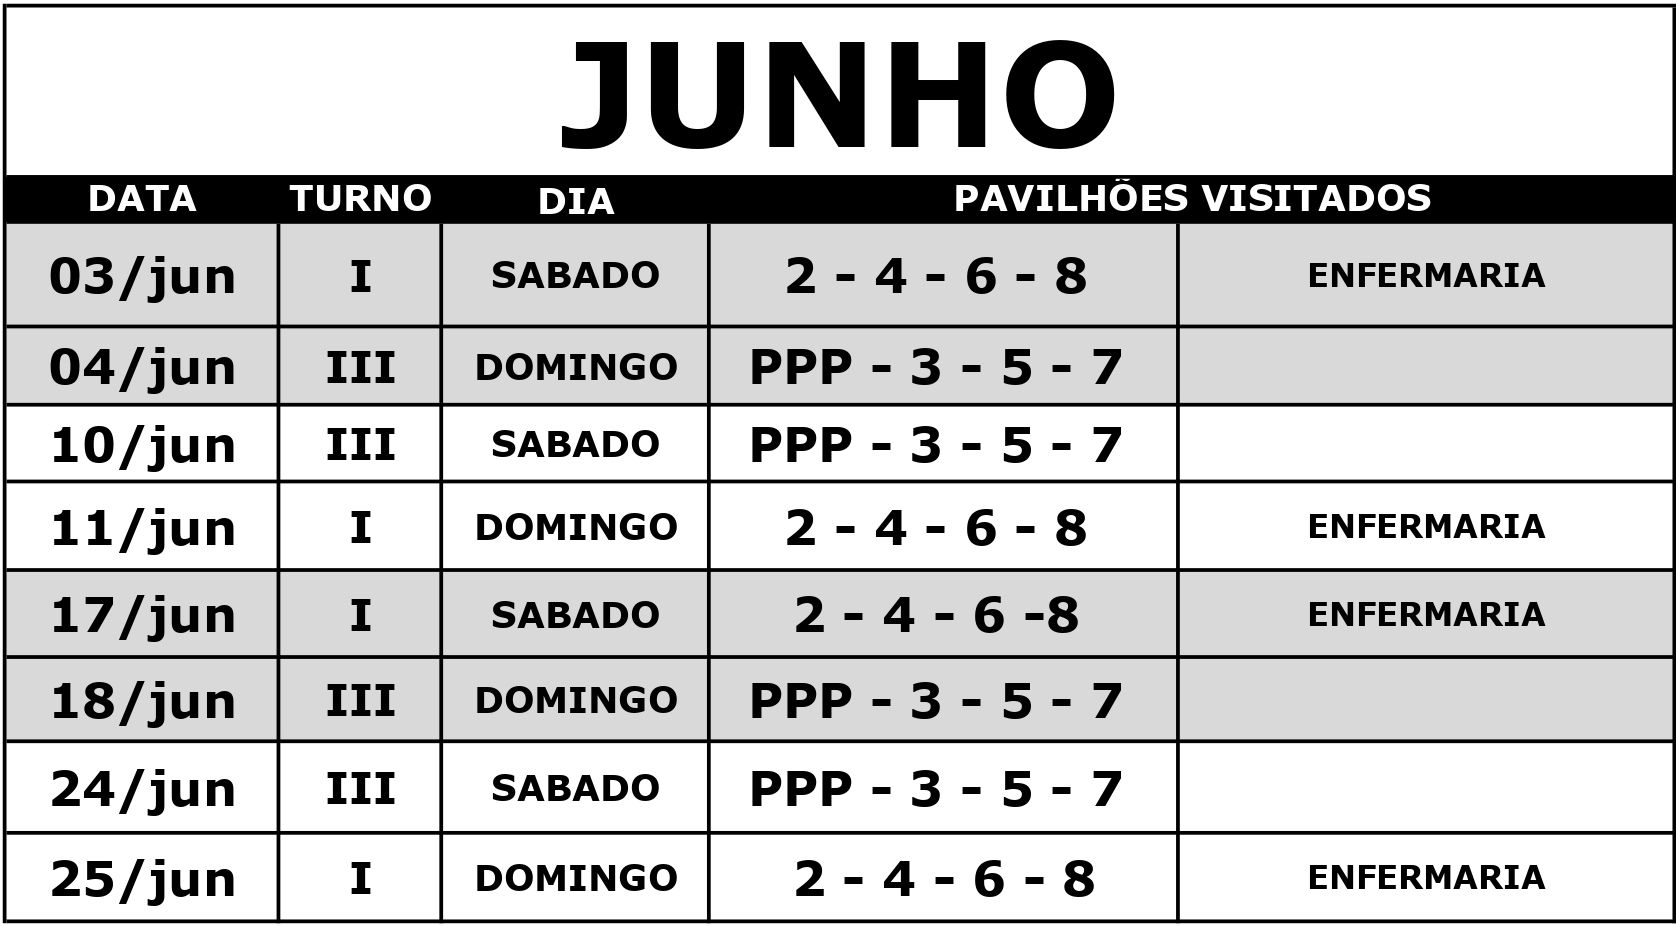 JUNHO
DATA TURNO DIA PAVILHÕES VISITADOS
03/jun I SABADO 2 - 4 - 6 - 8 ENFERMARIA
04/jun III DOMINGO PPP - 3 - 5 - 7
10/jun III SABADO PPP - 3 - 5 - 7
11/jun I DOMINGO 2 - 4 - 6 - 8 ENFERMARIA
17/jun I SABADO 2 - 4 - 6 -8 ENFERMARIA
18/jun III DOMINGO PPP - 3 - 5 - 7
24/jun III SABADO PPP - 3 - 5 - 7
25/jun I DOMINGO 2 - 4 - 6 - 8 ENFERMARIA